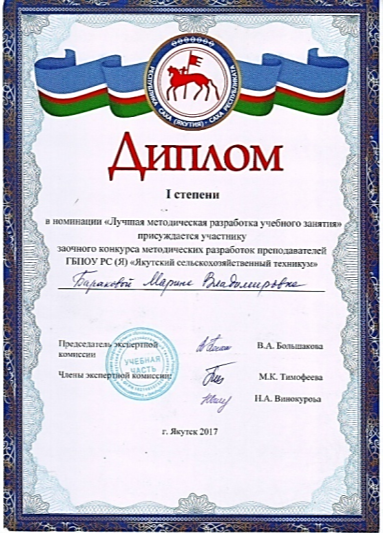 РЕСПУБЛИКА САХА (ЯКУТИЯ) • САХА РЕСПУБЛИКАТА
ДИПЛОМ
I степени
в номинации «Лучшая методическая разработка учебного занятия»
присуждается участнику
заочного конкурса методических разработок преподавателей
ГБПОУ РС (Я) «Якутский сельскохозяйственный техникум»
Бараковой Марине Владимировне
Председатель экспертной В.А. Большакова
комиссии
УЧЕБНАЯ
ЧАСТЬ
Члены экспертной комиссии: М.К. Тимофеева
Н.А. Винокурова
г. Якутск 2017